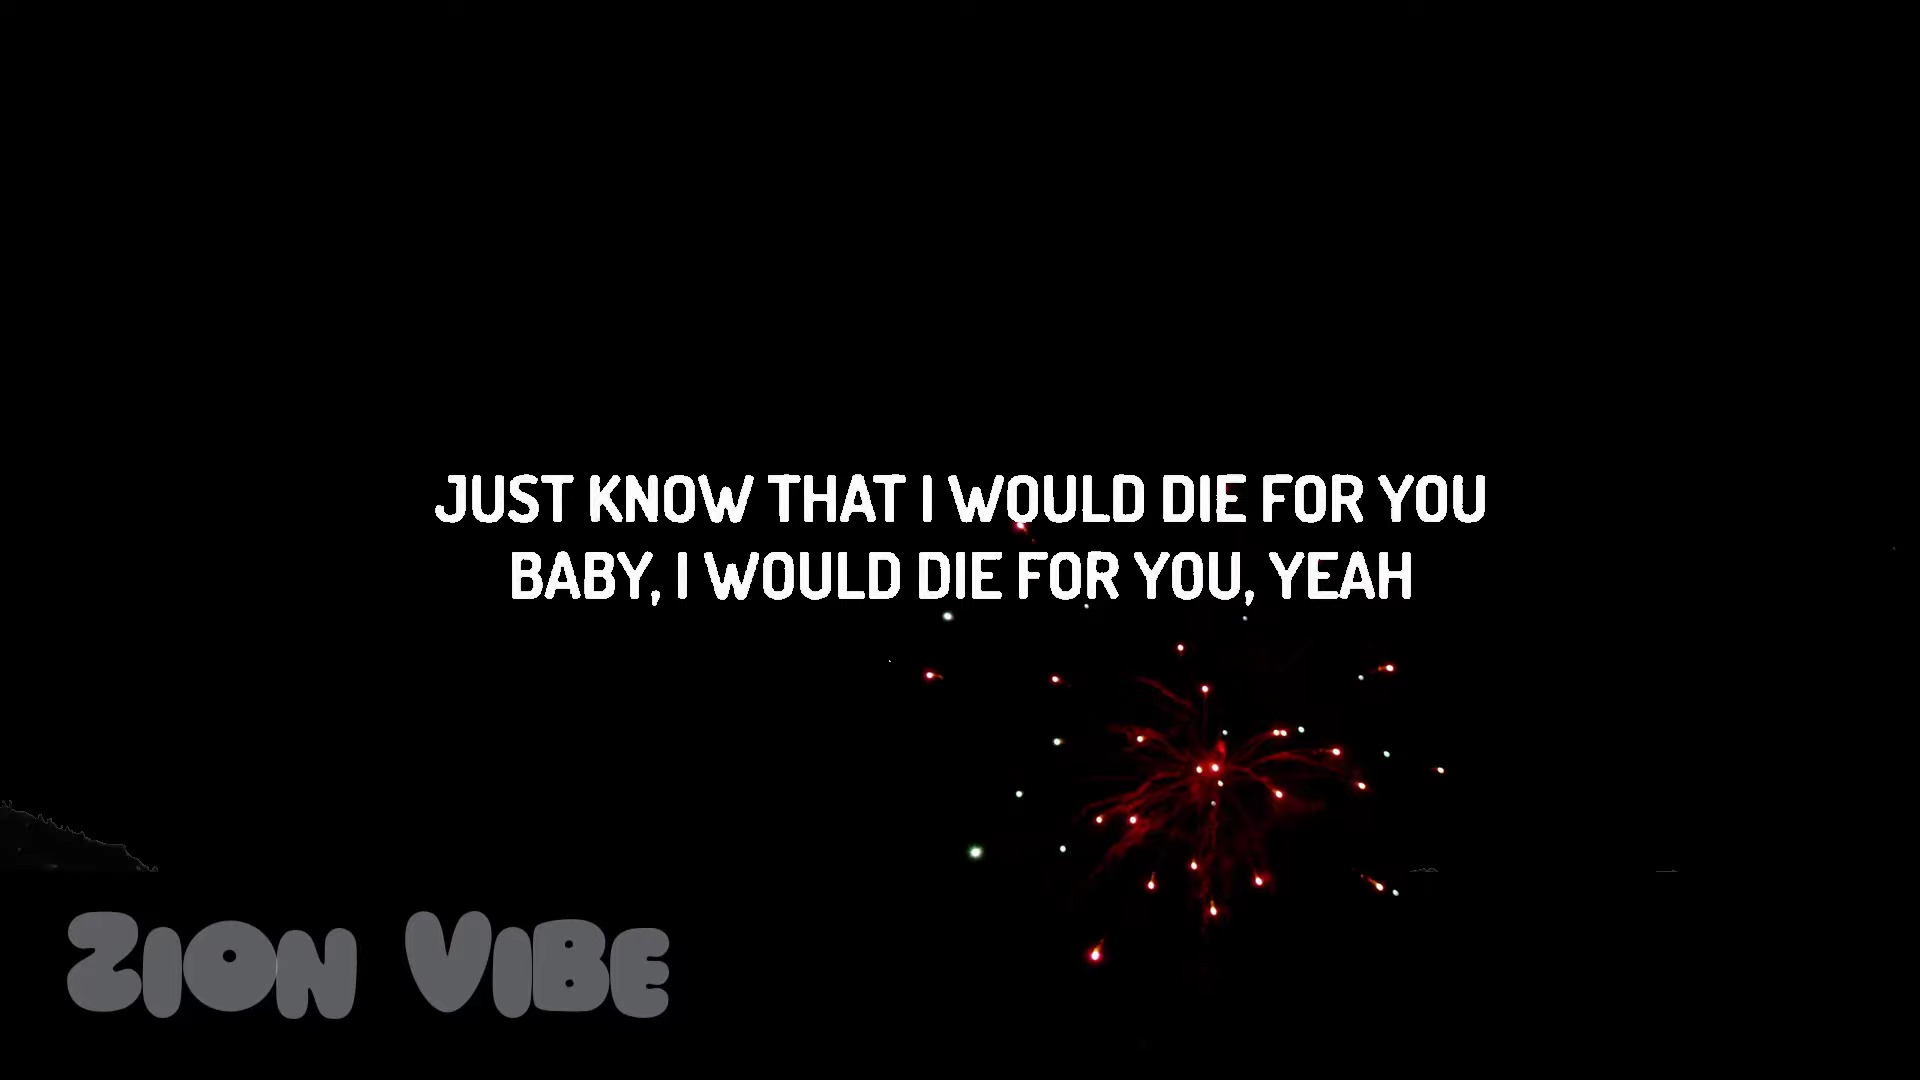 JUST KNOW THAT I WOULD DIE FOR YOU
BABY, I WOULD DIE FOR YOU, YEAH
ZION VIBE